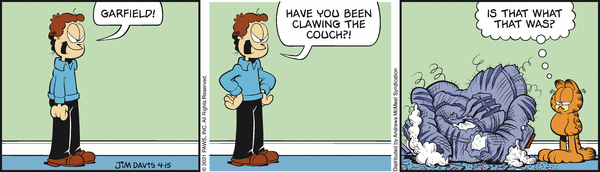 GARFIELD!
JIM DAVIS 4-15
© 2021 PAWS, INC. All Rights Reserved.
HAVE YOU BEEN
CLAWING THE
COUCH?!
Distributed by Andrews McMeel Syndication
IS THAT WHAT
THAT WAS?